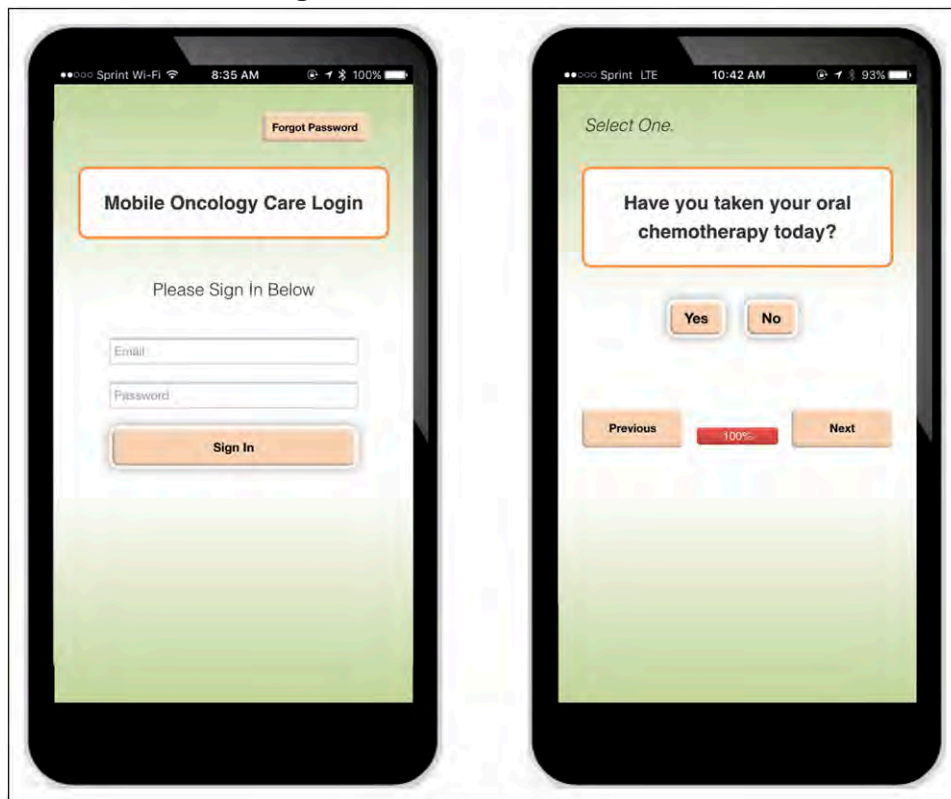 Sprint Wi-Fi 8:35 AM 100%
Forgot Password
Mobile Oncology Care Login
Please Sign In Below
Email
Password
Sign In
Sprint LTE 10:42 AM 93%
Select One.
Have you taken your oral
chemotherapy today?
Yes No
Previous 100% Next